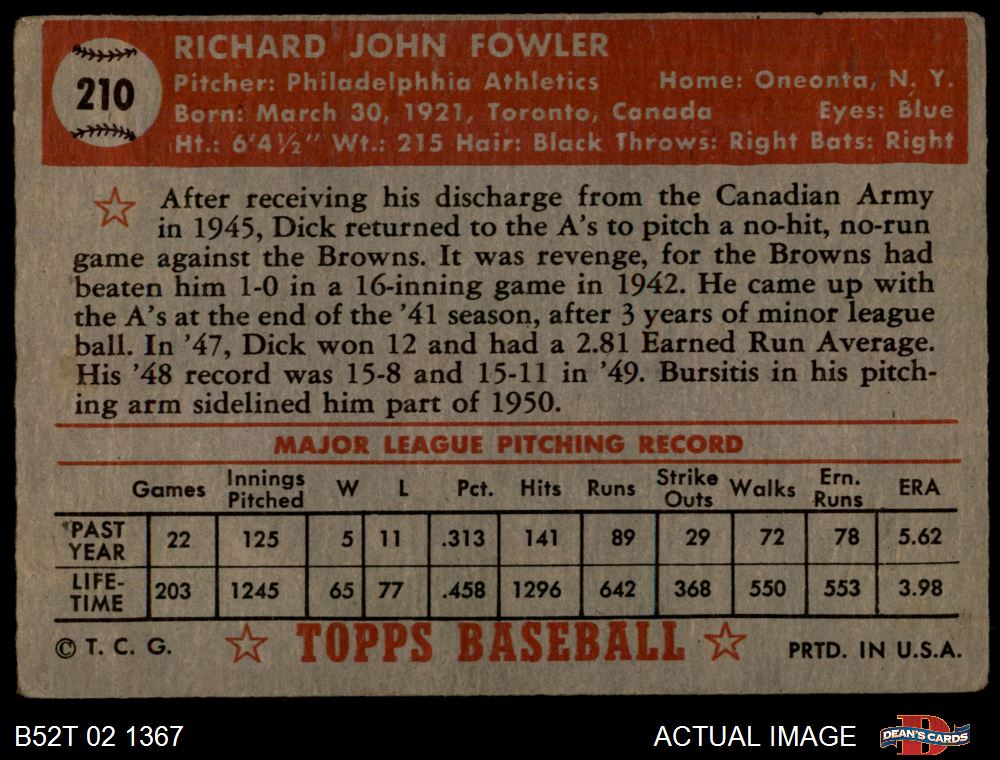 210
RICHARD JOHN FOWLER
Pitcher: Philadelphhia Athletics Home: Oneonta, N. Y.
Born: March 30, 1921, Toronto, Canada Eyes: Blue
Ht.: 6'4½" Wt.: 215 Hair: Black Throws: Right Bats: Right
After receiving his discharge from the Canadian Army
in 1945, Dick returned to the A's to pitch a no-hit, no-run
game against the Browns. It was revenge, for the Browns had
beaten him 1-0 in a 16-inning game in 1942. He came up with
the A's at the end of the '41 season, after 3 years of minor league
ball. In '47, Dick won 12 and had a 2.81 Earned Run Average.
His '48 record was 15-8 and 15-11 in '49. Bursitis in his pitch-
ing arm sidelined him part of 1950.
MAJOR LEAGUE PITCHING RECORD
Games Innings Pitched W L Pct. Hits Runs Strike Outs Walks Ern. Runs ERA
PAST YEAR 22 125 5 11 .313 141 89 29 72 78 5.62
LIFE-TIME 203 1245 65 77 .458 1296 642 368 550 553 3.98
© T. C. G. TOPPS BASEBALL PRTD. IN U.S.A.
B52T 02 1367 ACTUAL IMAGE D DEAN'S CARDS